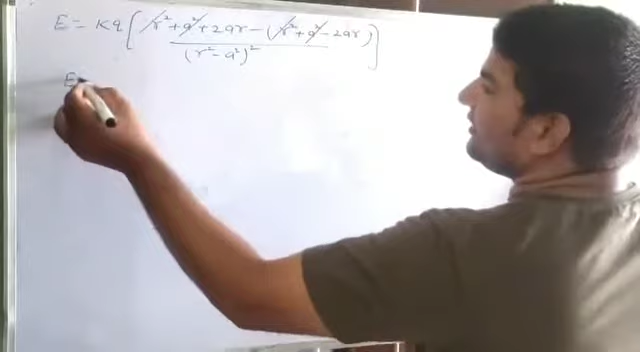 E = Kq [ r² + a² + 2ar - (r² + a² - 2ar) / (r² - a²)² ]
E